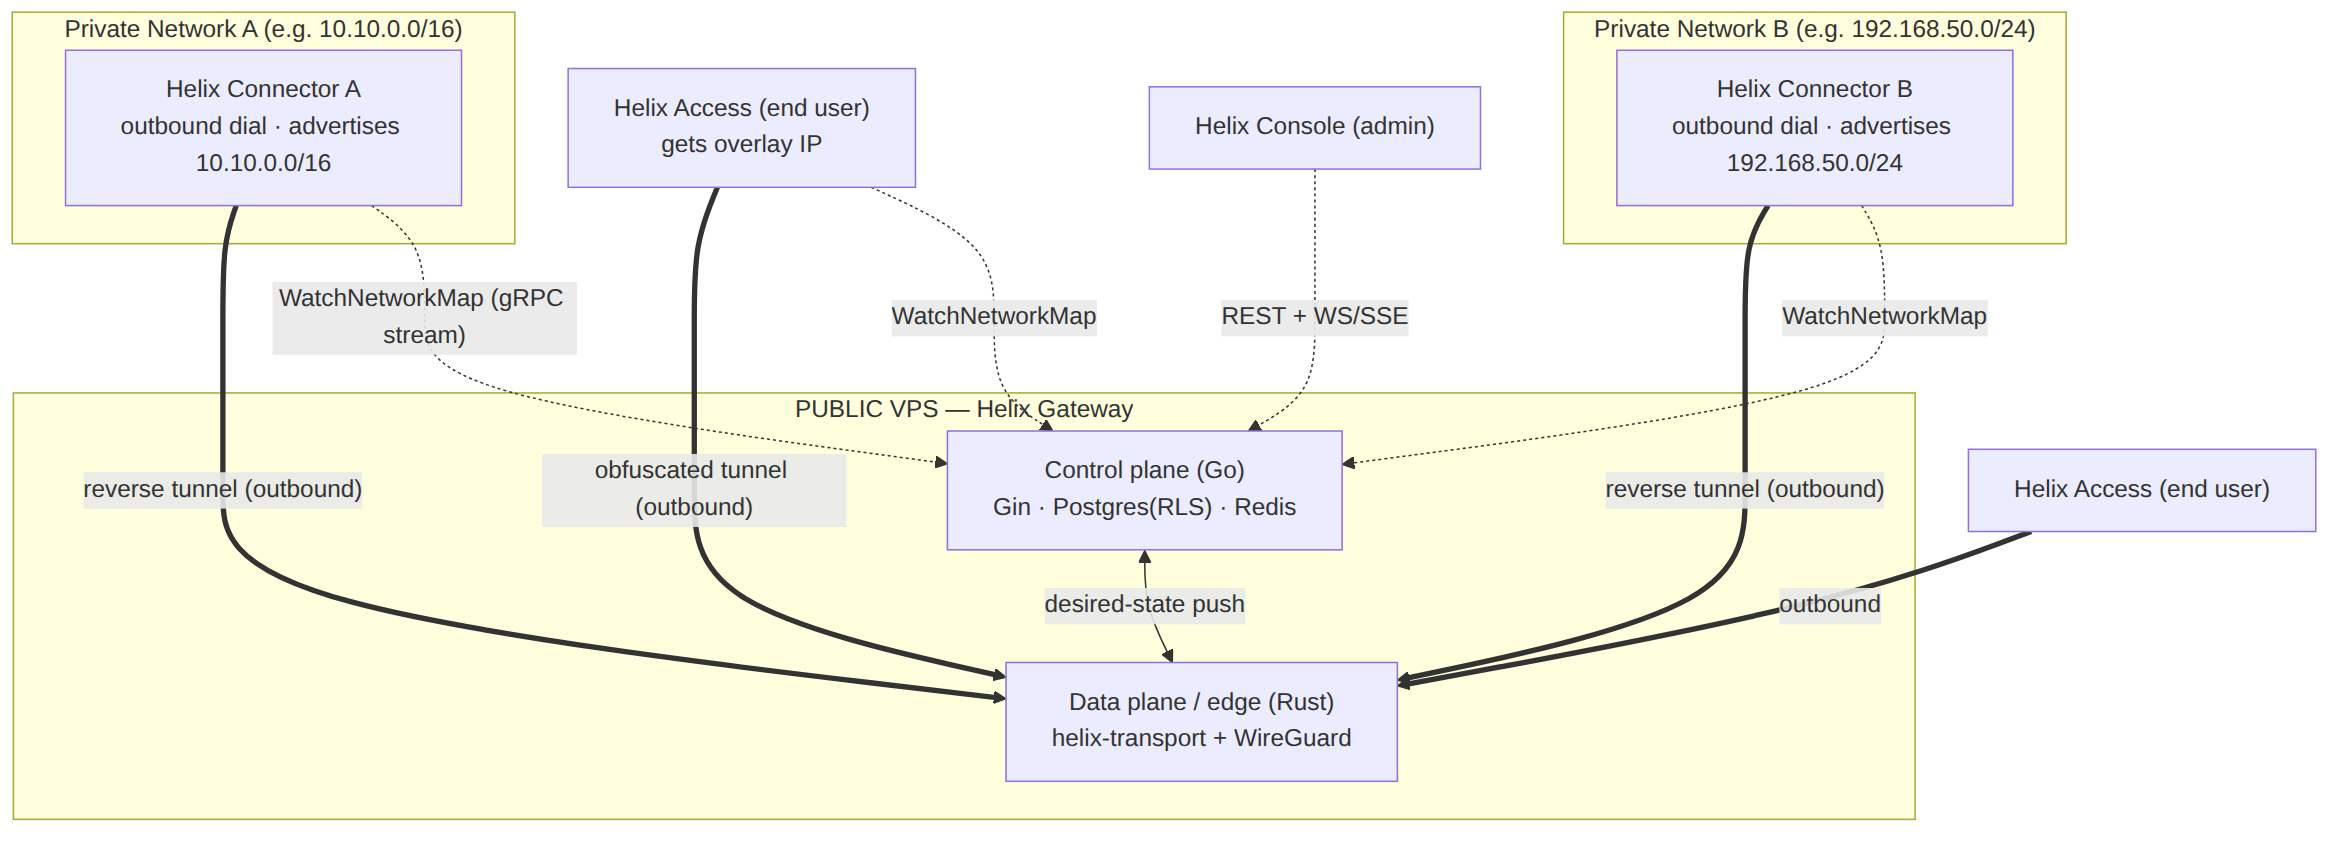 Private Network A (e.g. 10.10.0.0/16)
Helix Connector A
outbound dial · advertises
10.10.0.0/16
Helix Access (end user)
gets overlay IP
Helix Console (admin)
Private Network B (e.g. 192.168.50.0/24)
Helix Connector B
outbound dial · advertises
192.168.50.0/24
WatchNetworkMap (gRPC
stream)
WatchNetworkMap
REST + WS/SSE
WatchNetworkMap
PUBLIC VPS — Helix Gateway
reverse tunnel (outbound)
obfuscated tunnel
(outbound)
Control plane (Go)
Gin · Postgres(RLS) · Redis
reverse tunnel (outbound)
Helix Access (end user)
desired-state push
outbound
Data plane / edge (Rust)
helix-transport + WireGuard